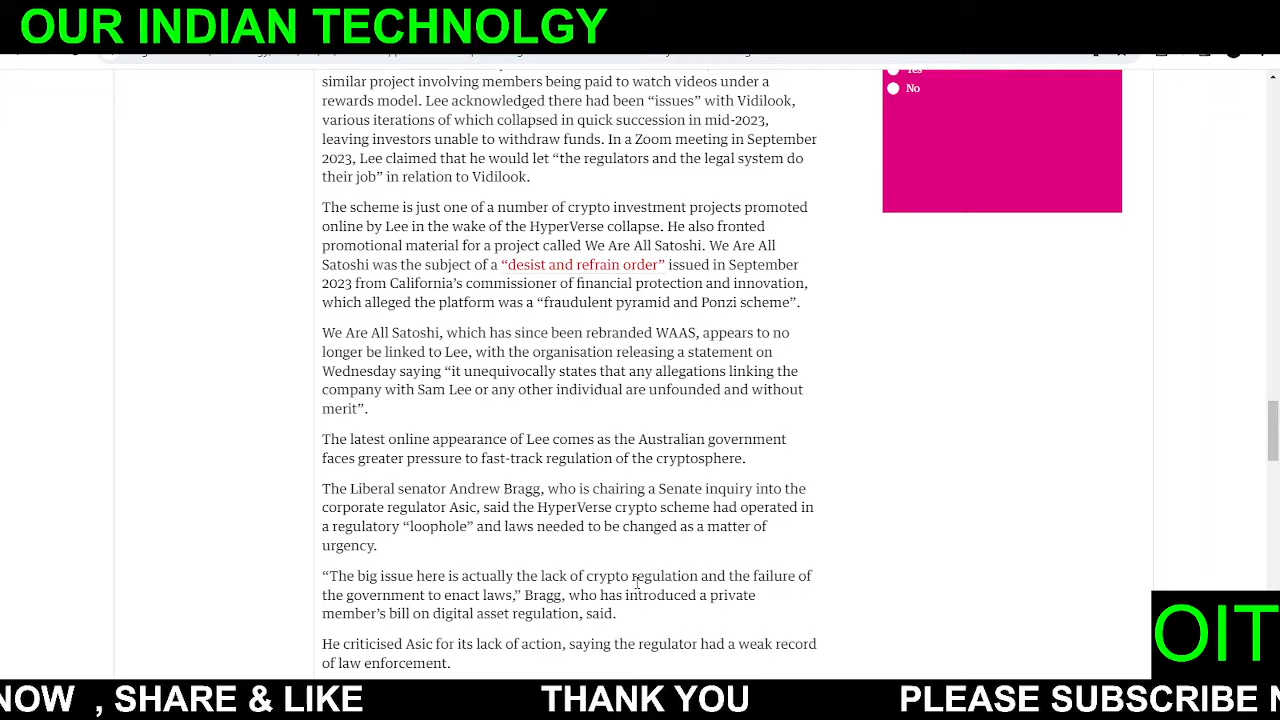 OUR INDIAN TECHNOLGY
Yes
No
similar project involving members being paid to watch videos under a
rewards model. Lee acknowledged there had been “issues” with Vidilook,
various iterations of which collapsed in quick succession in mid-2023,
leaving investors unable to withdraw funds. In a Zoom meeting in September
2023, Lee claimed that he would let “the regulators and the legal system do
their job” in relation to Vidilook.
The scheme is just one of a number of crypto investment projects promoted
online by Lee in the wake of the HyperVerse collapse. He also fronted
promotional material for a project called We Are All Satoshi. We Are All
Satoshi was the subject of a “desist and refrain order” issued in September
2023 from California’s commissioner of financial protection and innovation,
which alleged the platform was a “fraudulent pyramid and Ponzi scheme”.
We Are All Satoshi, which has since been rebranded WAAS, appears to no
longer be linked to Lee, with the organisation releasing a statement on
Wednesday saying “it unequivocally states that any allegations linking the
company with Sam Lee or any other individual are unfounded and without
merit”.
The latest online appearance of Lee comes as the Australian government
faces greater pressure to fast-track regulation of the cryptosphere.
The Liberal senator Andrew Bragg, who is chairing a Senate inquiry into the
corporate regulator Asic, said the HyperVerse crypto scheme had operated in
a regulatory “loophole” and laws needed to be changed as a matter of
urgency.
“The big issue here is actually the lack of crypto regulation and the failure of
the government to enact laws,” Bragg, who has introduced a private
member’s bill on digital asset regulation, said.
He criticised Asic for its lack of action, saying the regulator had a weak record
of law enforcement.
OIT
NOW , SHARE & LIKE THANK YOU PLEASE SUBSCRIBE N